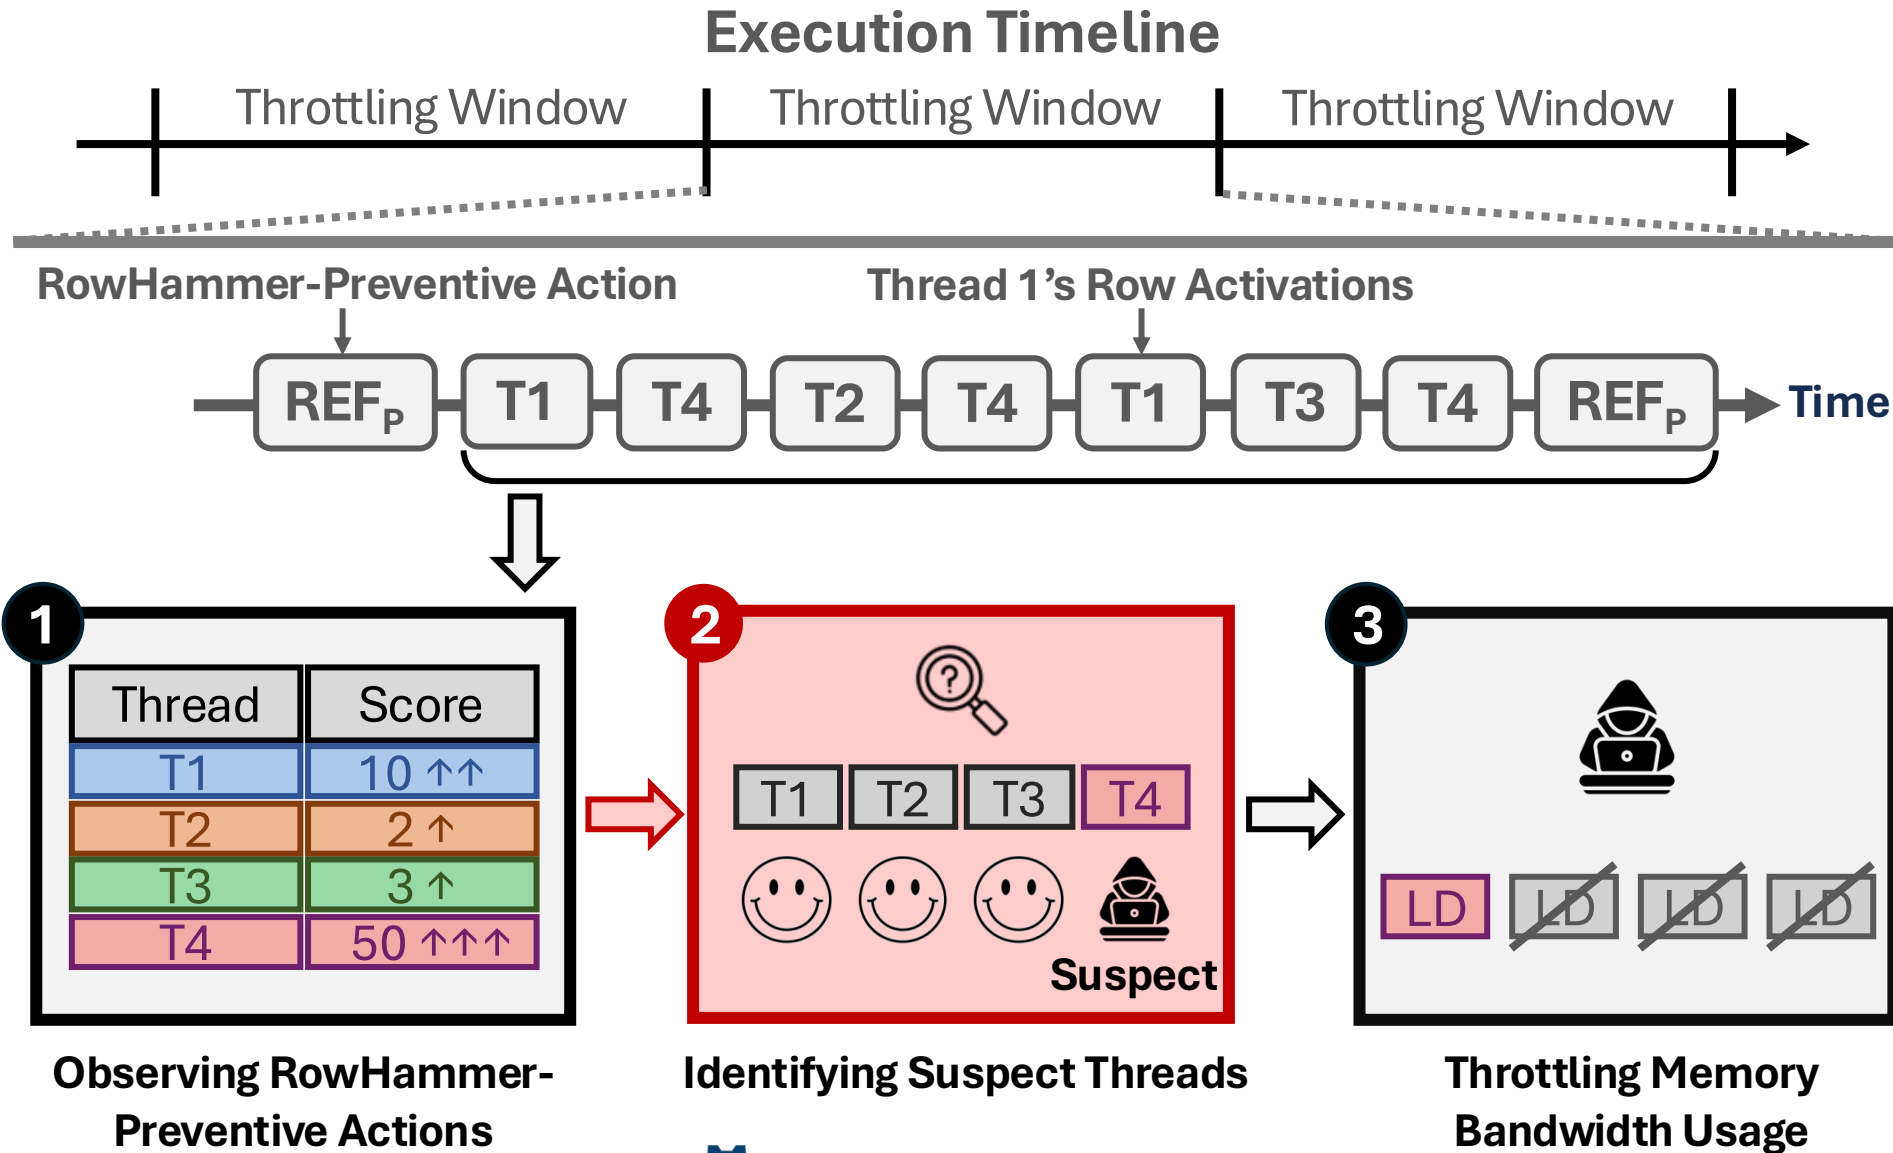 Execution Timeline
Throttling Window Throttling Window Throttling Window
RowHammer-Preventive Action Thread 1’s Row Activations
REFP T1 T4 T2 T4 T1 T3 T4 REFP Time
1 2 3
Thread Score
T1 10 ↑↑
T2 2 ↑
T3 3 ↑
T4 50 ↑↑↑
?
T1 T2 T3 T4
Suspect
LD LD LD LD
Observing RowHammer-
Preventive Actions
Identifying Suspect Threads
Throttling Memory
Bandwidth Usage